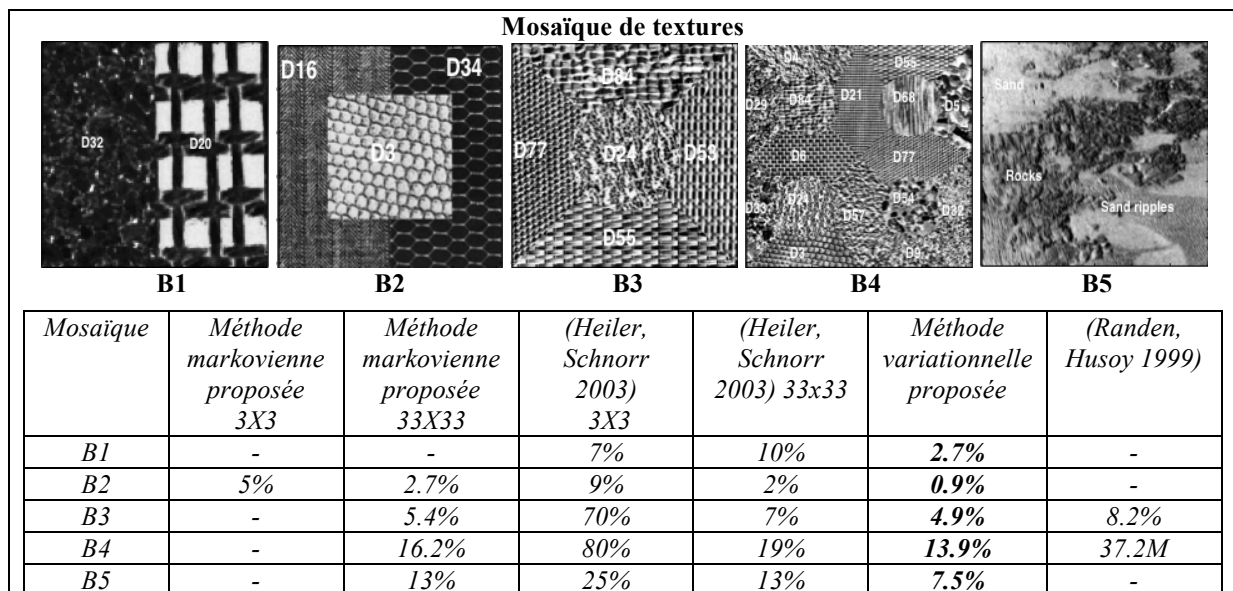 Mosaïque de textures
D32 D20
D16 D34
D3
D84
D77 D24 D53
D55
D4 D55
D29 D84 D21 D68 D5
D6 D77
D33 D24 D57 D54 D32
D3 D9
Sand
Rocks
Sand ripples
B1 B2 B3 B4 B5
Mosaïque Méthode markovienne proposée 3X3 Méthode markovienne proposée 33X33 (Heiler, Schnorr 2003) 3X3 (Heiler, Schnorr 2003) 33x33 Méthode variationnelle proposée (Randen, Husoy 1999)
B1 - - 7% 10% 2.7% -
B2 5% 2.7% 9% 2% 0.9% -
B3 - 5.4% 70% 7% 4.9% 8.2%
B4 - 16.2% 80% 19% 13.9% 37.2M
B5 - 13% 25% 13% 7.5% -